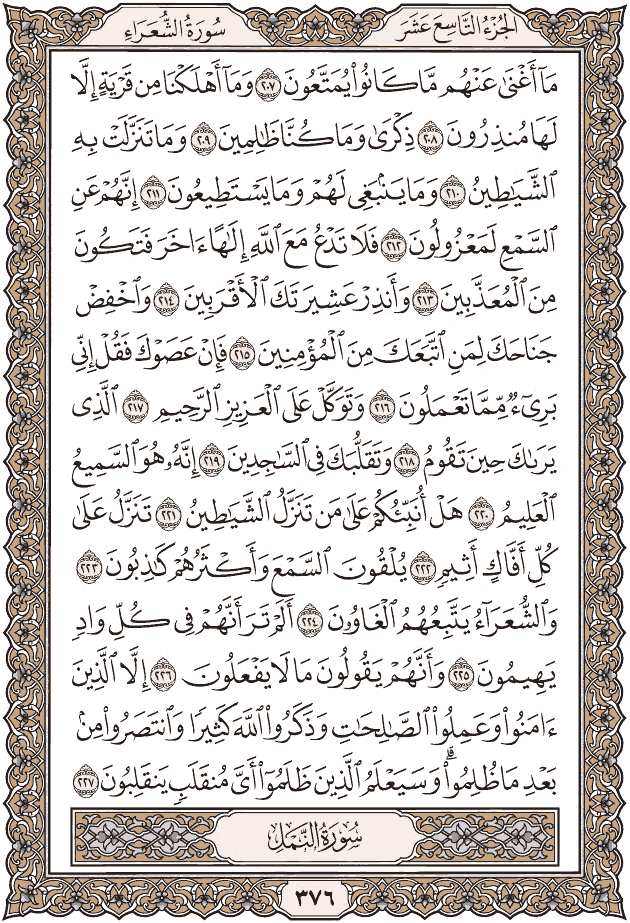 سُورَةُ الشُّعَرَاءِ الجُزْءُ التَّاسِعَ عَشَرَ
مَآ أَغْنَىٰ عَنْهُم مَّا كَانُوا۟ يُمَتَّعُونَ ٢٠٧ وَمَآ أَهْلَكْنَا مِن قَرْيَةٍ إِلَّا
لَهَا مُنذِرُونَ ٢٠٨ ذِكْرَىٰ وَمَا كُنَّا ظَٰلِمِينَ ٢٠٩ وَمَا تَنَزَّلَتْ بِهِ
ٱلشَّيَٰطِينُ ٢١٠ وَمَا يَنۢبَغِى لَهُمْ وَمَا يَسْتَطِيعُونَ ٢١١ إِنَّهُمْ عَنِ
ٱلسَّمْعِ لَمَعْزُولُونَ ٢١٢ فَلَا تَدْعُ مَعَ ٱللَّهِ إِلَٰهًا ءَاخَرَ فَتَكُونَ
مِنَ ٱلْمُعَذَّبِينَ ٢١٣ وَأَنذِرْ عَشِيرَتَكَ ٱلْأَقْرَبِينَ ٢١٤ وَٱخْفِضْ
جَنَاحَكَ لِمَنِ ٱتَّبَعَكَ مِنَ ٱلْمُؤْمِنِينَ ٢١٥ فَإِنْ عَصَوْكَ فَقُلْ إِنِّى
بَرِىٓءٌ مِّمَّا تَعْمَلُونَ ٢١٦ وَتَوَكَّلْ عَلَى ٱلْعَزِيزِ ٱلرَّحِيمِ ٢١٧ ٱلَّذِى
يَرَىٰكَ حِينَ تَقُومُ ٢١٨ وَتَقَلُّبَكَ فِى ٱلسَّٰجِدِينَ ٢١٩ إِنَّهُۥ هُوَ ٱلسَّمِيعُ
ٱلْعَلِيمُ ٢٢٠ هَلْ أُنَبِّئُكُمْ عَلَىٰ مَن تَنَزَّلُ ٱلشَّيَٰطِينُ ٢٢١ تَنَزَّلُ عَلَىٰ
كُلِّ أَفَّاكٍ أَثِيمٍ ٢٢٢ يُلْقُونَ ٱلسَّمْعَ وَأَكْثَرُهُمْ كَٰذِبُونَ ٢٢٣
وَٱلشُّعَرَآءُ يَتَّبِعُهُمُ ٱلْغَاوُۥنَ ٢٢٤ أَلَمْ تَرَ أَنَّهُمْ فِى كُلِّ وَادٍ
يَهِيمُونَ ٢٢٥ وَأَنَّهُمْ يَقُولُونَ مَا لَا يَفْعَلُونَ ٢٢٦ إِلَّا ٱلَّذِينَ
ءَامَنُوا۟ وَعَمِلُوا۟ ٱلصَّٰلِحَٰتِ وَذَكَرُوا۟ ٱللَّهَ كَثِيرًا وَٱنتَصَرُوا۟ مِنۢ
بَعْدِ مَا ظُلِمُوا۟ ۗ وَسَيَعْلَمُ ٱلَّذِينَ ظَلَمُوٓا۟ أَىَّ مُنقَلَبٍ يَنقَلِبُونَ ٢٢٧
سُورَةُ النَّمْلِ
٣٧٦